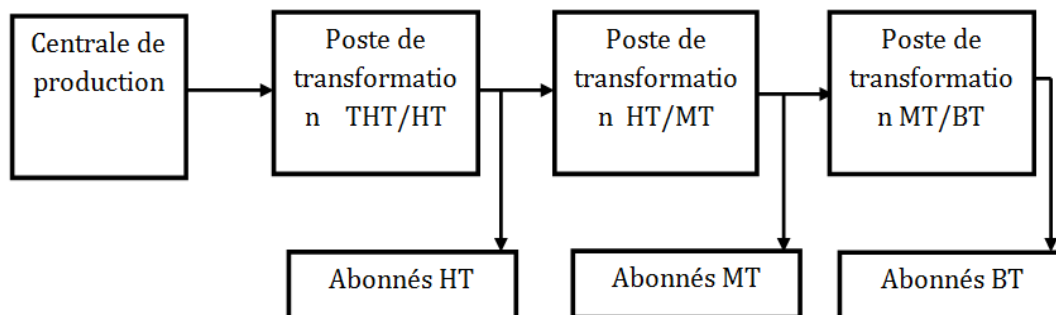 Centrale de
production
Poste de
transformatio
n THT/HT
Poste de
transformatio
n HT/MT
Poste de
transformatio
n MT/BT
Abonnés HT
Abonnés MT
Abonnés BT